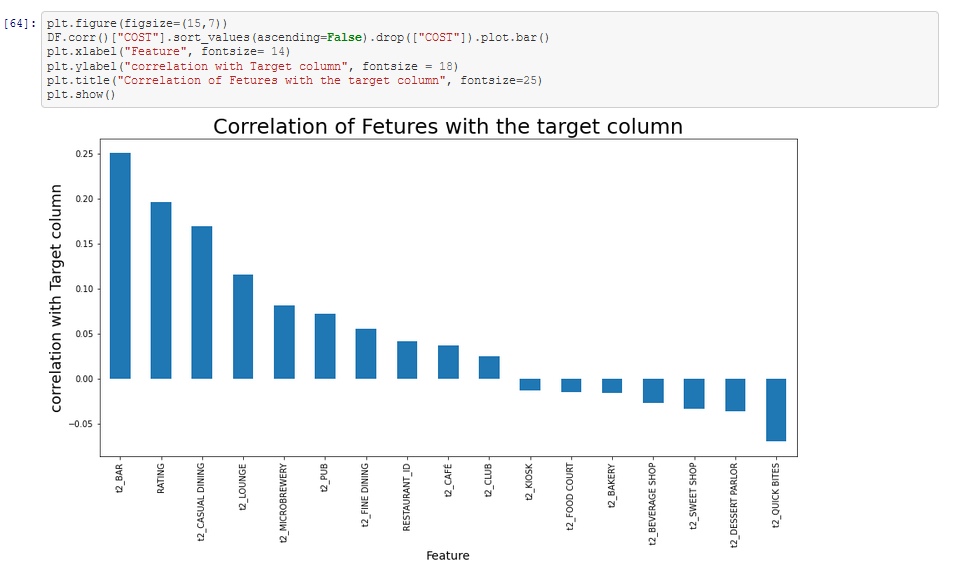 [64]: plt.figure(figsize=(15,7))
DF.corr()["COST"].sort_values(ascending=False).drop(["COST"]).plot.bar()
plt.xlabel("Feature", fontsize= 14)
plt.ylabel("correlation with Target column", fontsize = 18)
plt.title("Correlation of Fetures with the target column", fontsize=25)
plt.show()
Correlation of Fetures with the target column
correlation with Target column
0.25
0.20
0.15
0.10
0.05
0.00
−0.05
t2_BAR
RATING
t2_CASUAL DINING
t2_LOUNGE
t2_MICROBREWERY
t2_PUB
t2_FINE DINING
RESTAURANT_ID
t2_CAFÉ
t2_CLUB
t2_KIOSK
t2_FOOD COURT
t2_BAKERY
t2_BEVERAGE SHOP
t2_SWEET SHOP
t2_DESSERT PARLOR
t2_QUICK BITES
Feature